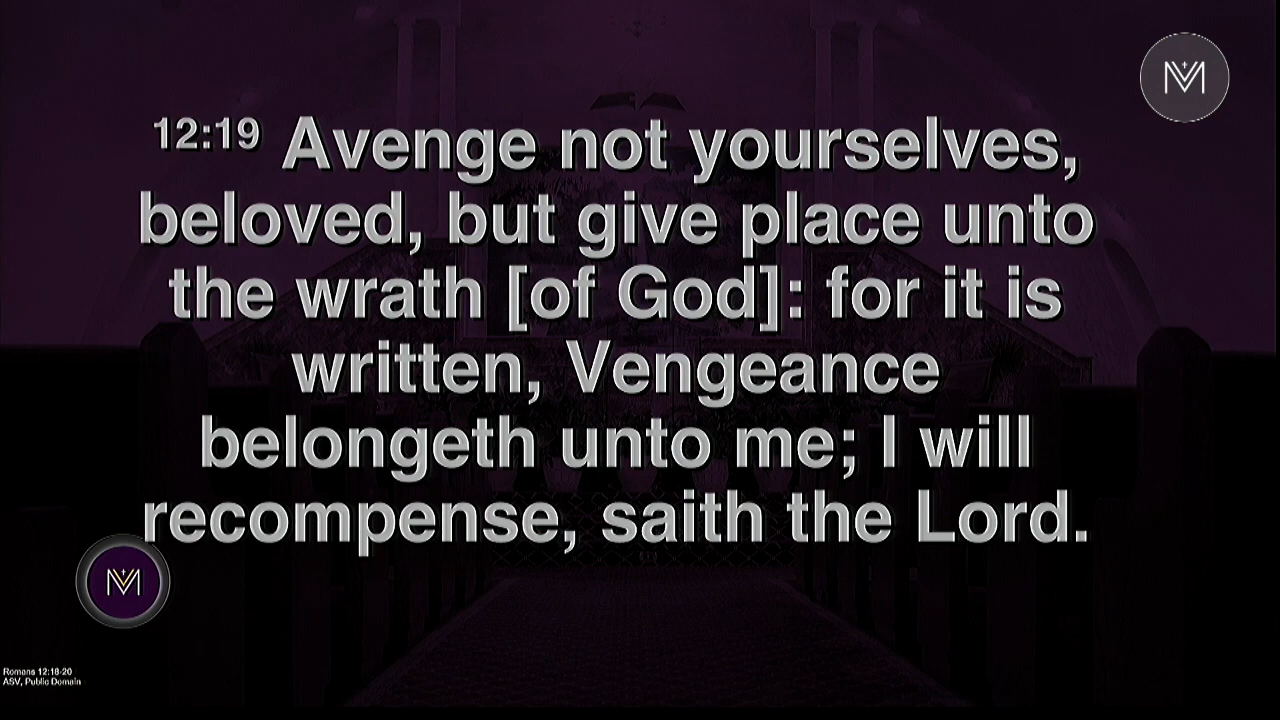 12:19 Avenge not yourselves,
beloved, but give place unto
the wrath [of God]: for it is
written, Vengeance
belongeth unto me; I will
recompense, saith the Lord.
Romans 12:18-20
ASV, Public Domain